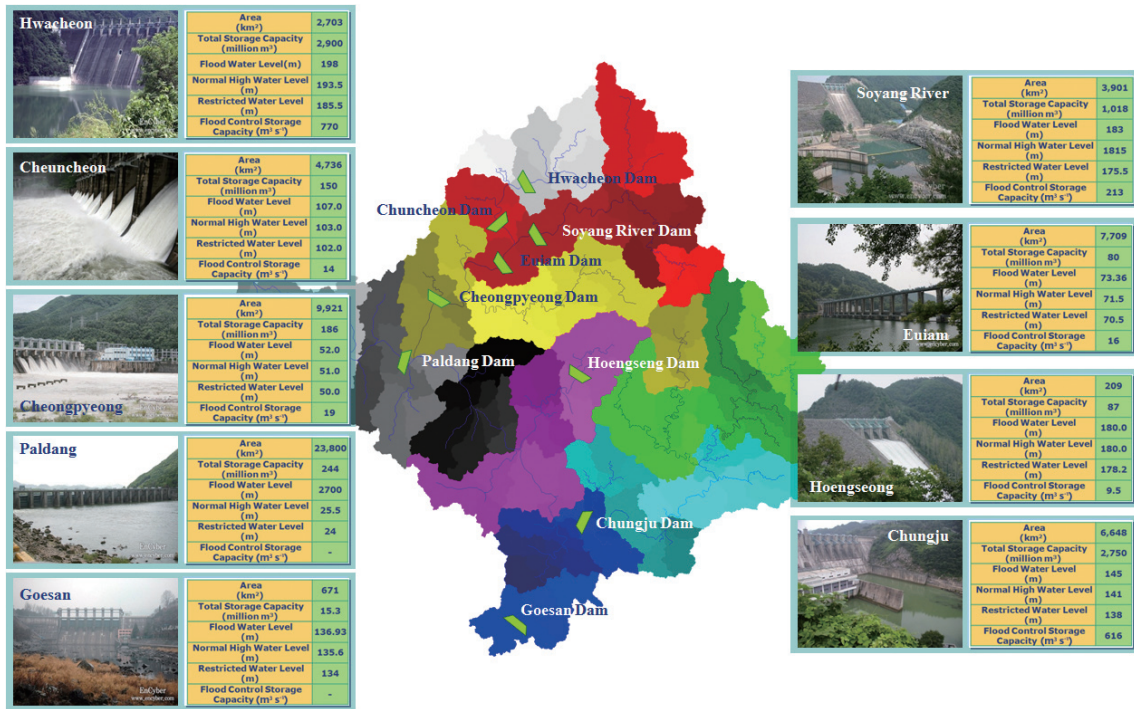 Hwacheon
Area
(km²)
2,703
Total Storage Capacity
(million m³)
2,900
Flood Water Level(m)
198
Normal High Water Level
(m)
193.5
Restricted Water Level
(m)
185.5
Flood Control Storage
Capacity (m³ s⁻¹)
770
Cheuncheon
Area
(km²)
4,736
Total Storage Capacity
(million m³)
150
Flood Water Level
(m)
107.0
Normal High Water Level
(m)
103.0
Restricted Water Level
(m)
102.0
Flood Control Storage
Capacity (m³ s⁻¹)
14
Cheongpyeong
Area
(km²)
9,921
Total Storage Capacity
(million m³)
186
Flood Water Level
(m)
52.0
Normal High Water Level
(m)
51.0
Restricted Water Level
(m)
50.0
Flood Control Storage
Capacity (m³ s⁻¹)
19
Paldang
EnCyber
Area
(km²)
23,800
Total Storage Capacity
(million m³)
244
Flood Water Level
(m)
2700
Normal High Water Level
(m)
25.5
Restricted Water Level
(m)
24
Flood Control Storage
Capacity (m³ s⁻¹)
-
Goesan
EnCyber
www.encyber.com
Area
(km²)
671
Total Storage Capacity
(million m³)
15.3
Flood Water Level
(m)
136.93
Normal High Water Level
(m)
135.6
Restricted Water Level
(m)
134
Flood Control Storage
Capacity (m³ s⁻¹)
-
Hwacheon Dam
Chuncheon Dam
Soyang River Dam
Euiam Dam
Cheongpyeong Dam
Paldang Dam
Hoengseng Dam
Chungju Dam
Goesan Dam
Soyang River
Area
(km²)
3,901
Total Storage Capacity
(million m³)
1,018
Flood Water Level
(m)
183
Normal High Water Level
(m)
1815
Restricted Water Level
(m)
175.5
Flood Control Storage
Capacity (m³ s⁻¹)
213
Euiam
Area
(km²)
7,709
Total Storage Capacity
(million m³)
80
Flood Water Level
(m)
73.36
Normal High Water Level
(m)
71.5
Restricted Water Level
(m)
70.5
Flood Control Storage
Capacity (m³ s⁻¹)
16
Hoengseong
Area
(km²)
209
Total Storage Capacity
(million m³)
87
Flood Water Level
(m)
180.0
Normal High Water Level
(m)
180.0
Restricted Water Level
(m)
178.2
Flood Control Storage
Capacity (m³ s⁻¹)
9.5
Chungju
Area
(km²)
6,648
Total Storage Capacity
(million m³)
2,750
Flood Water Level
(m)
145
Normal High Water Level
(m)
141
Restricted Water Level
(m)
138
Flood Control Storage
Capacity (m³ s⁻¹)
616